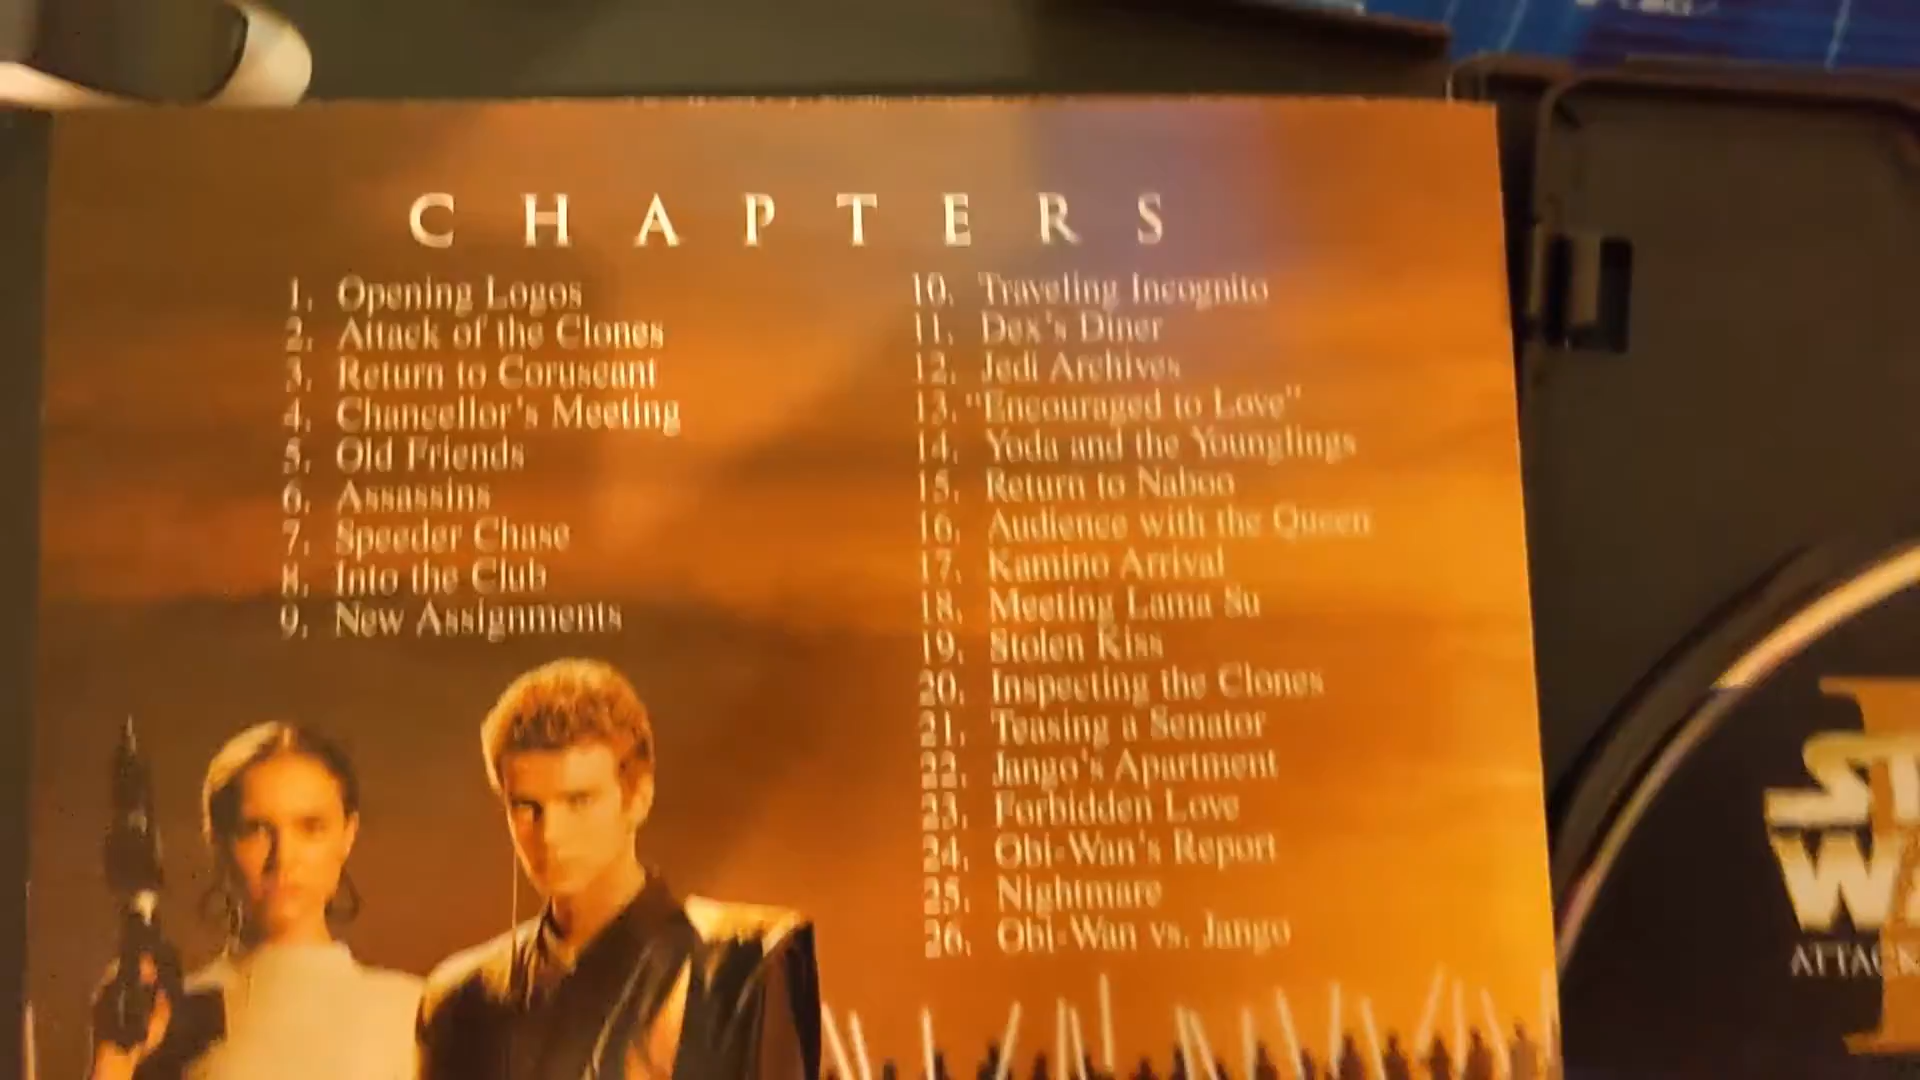 CHAPTERS
1. Opening Logos
2. Attack of the Clones
3. Return to Coruscant
4. Chancellor's Meeting
5. Old Friends
6. Assassins
7. Speeder Chase
8. Into the Club
9. New Assignments
10. Traveling Incognito
11. Dex's Diner
12. Jedi Archives
13. "Encouraged to Love"
14. Yoda and the Younglings
15. Return to Naboo
16. Audience with the Queen
17. Kamino Arrival
18. Meeting Lama Su
19. Stolen Kiss
20. Inspecting the Clones
21. Teasing a Senator
22. Jango's Apartment
23. Forbidden Love
24. Obi-Wan's Report
25. Nightmare
26. Obi-Wan vs. Jango
ST
WA
ATTACK